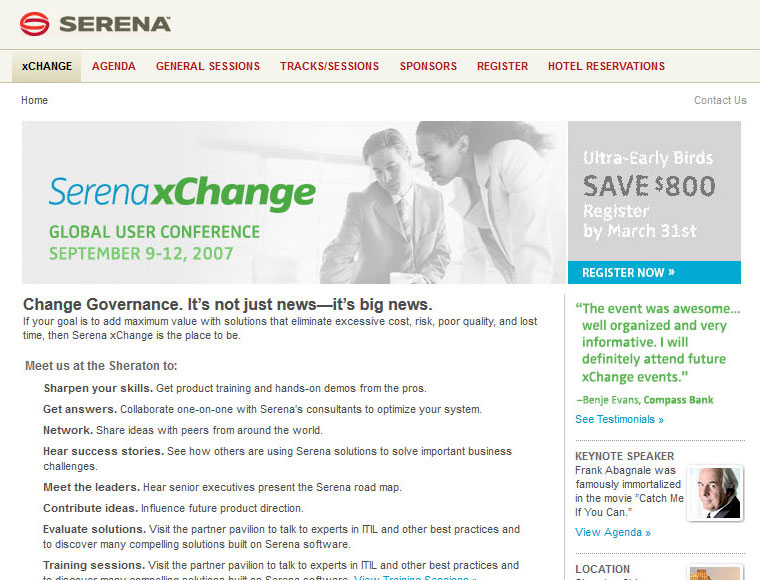 SERENA
xCHANGE AGENDA GENERAL SESSIONS TRACKS/SESSIONS SPONSORS REGISTER HOTEL RESERVATIONS
Home
Contact Us
Serena xChange
GLOBAL USER CONFERENCE
SEPTEMBER 9-12, 2007
Ultra-Early Birds
SAVE $800
Register
by March 31st
REGISTER NOW »
Change Governance. It's not just news—it's big news.
If your goal is to add maximum value with solutions that eliminate excessive cost, risk, poor quality, and lost
time, then Serena xChange is the place to be.
Meet us at the Sheraton to:
Sharpen your skills. Get product training and hands-on demos from the pros.
Get answers. Collaborate one-on-one with Serena's consultants to optimize your system.
Network. Share ideas with peers from around the world.
Hear success stories. See how others are using Serena solutions to solve important business
challenges.
Meet the leaders. Hear senior executives present the Serena road map.
Contribute ideas. Influence future product direction.
Evaluate solutions. Visit the partner pavilion to talk to experts in ITIL and other best practices and
to discover many compelling solutions built on Serena software.
Training sessions. Visit the partner pavilion to talk to experts in ITIL and other best practices and
to discover many compelling solutions built on Serena software. View Training Sessions »
"The event was awesome...
well organized and very
informative. I will
definitely attend future
xChange events."
–Benje Evans, Compass Bank
See Testimonials »
KEYNOTE SPEAKER
Frank Abagnale was
famously immortalized
in the movie "Catch Me
If You Can."
View Agenda »
LOCATION